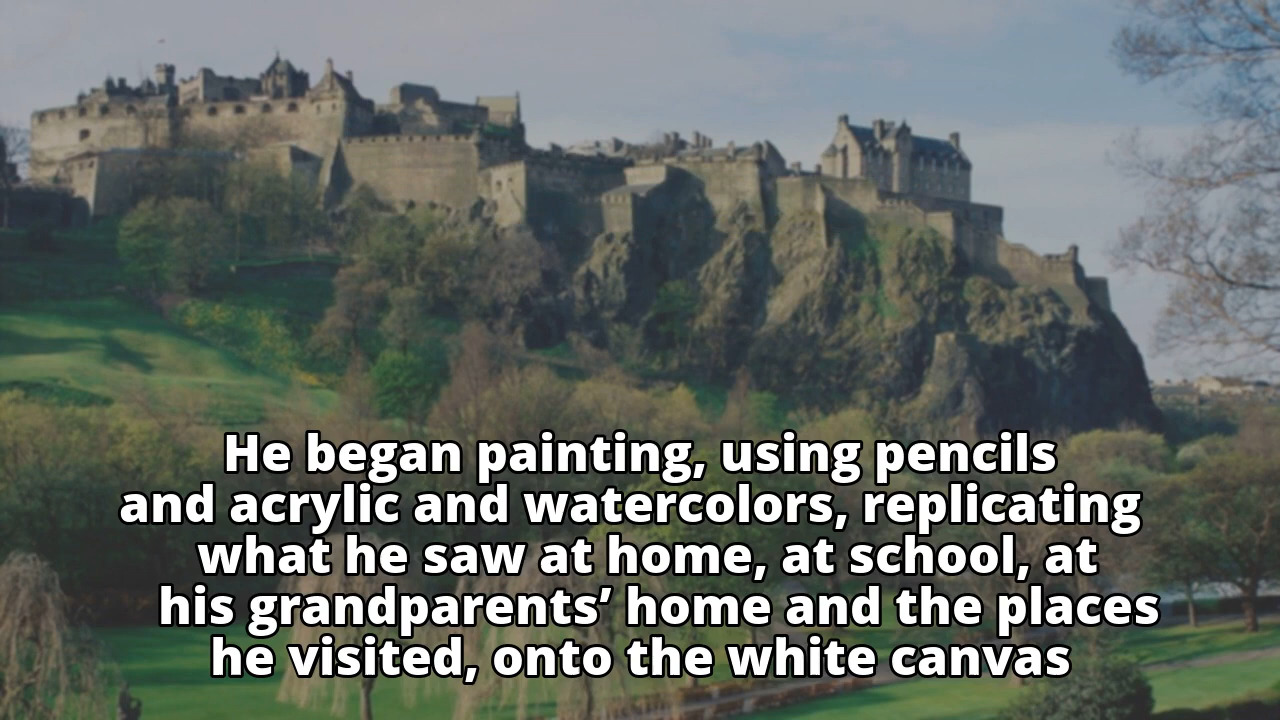 He began painting, using pencils
and acrylic and watercolors, replicating
what he saw at home, at school, at
his grandparents’ home and the places
he visited, onto the white canvas